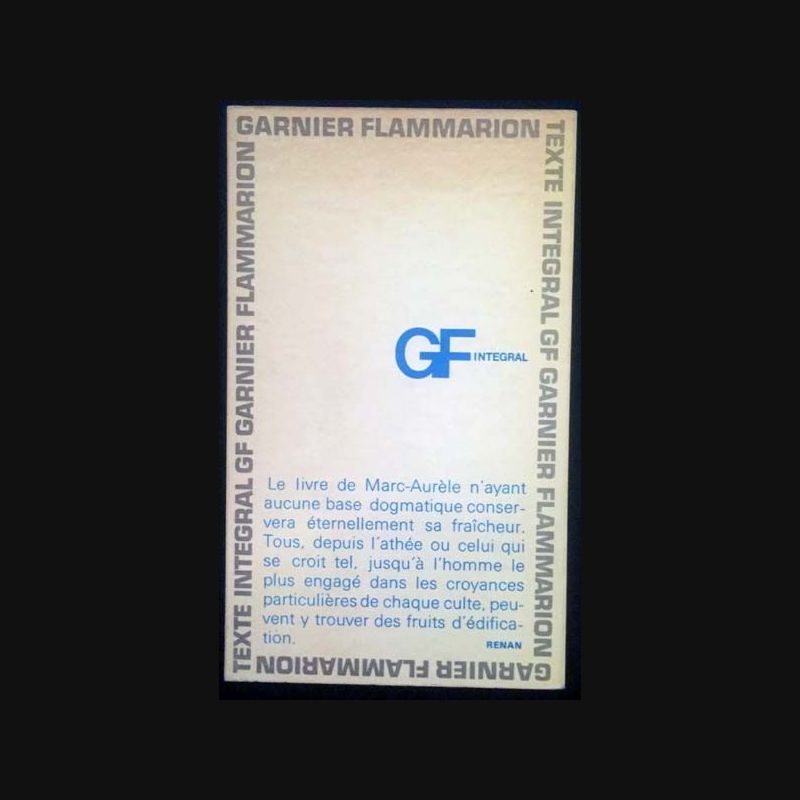 GARNIER FLAMMARION
TEXTE INTEGRAL GF GARNIER FLAMMARION
TEXTE INTEGRAL GF GARNIER FLAMMARION
GF INTEGRAL
Le livre de Marc-Aurèle n'ayant
aucune base dogmatique conser-
vera éternellement sa fraîcheur.
Tous, depuis l'athée ou celui qui
se croit tel, jusqu'à l'homme le
plus engagé dans les croyances
particulières de chaque culte, peu-
vent y trouver des fruits d'édifica-
tion.
RENAN
GARNIER FLAMMARION